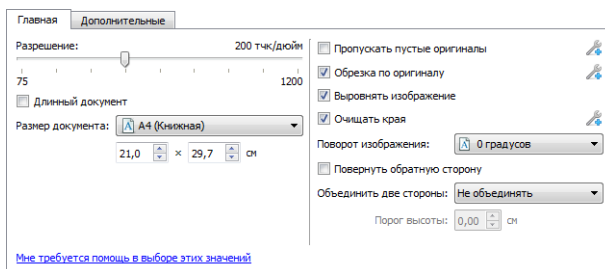 Главная
Дополнительные
Разрешение: 200 тчк/дюйм
75 1200
Длинный документ
Размер документа: A A4 (Книжная)
21,0 × 29,7 см
Мне требуется помощь в выборе этих значений
Пропускать пустые оригиналы
Обрезка по оригиналу
Выровнять изображение
Очищать края
Поворот изображения: A 0 градусов
Повернуть обратную сторону
Объединить две стороны: Не объединять
Порог высоты: 0,00 см